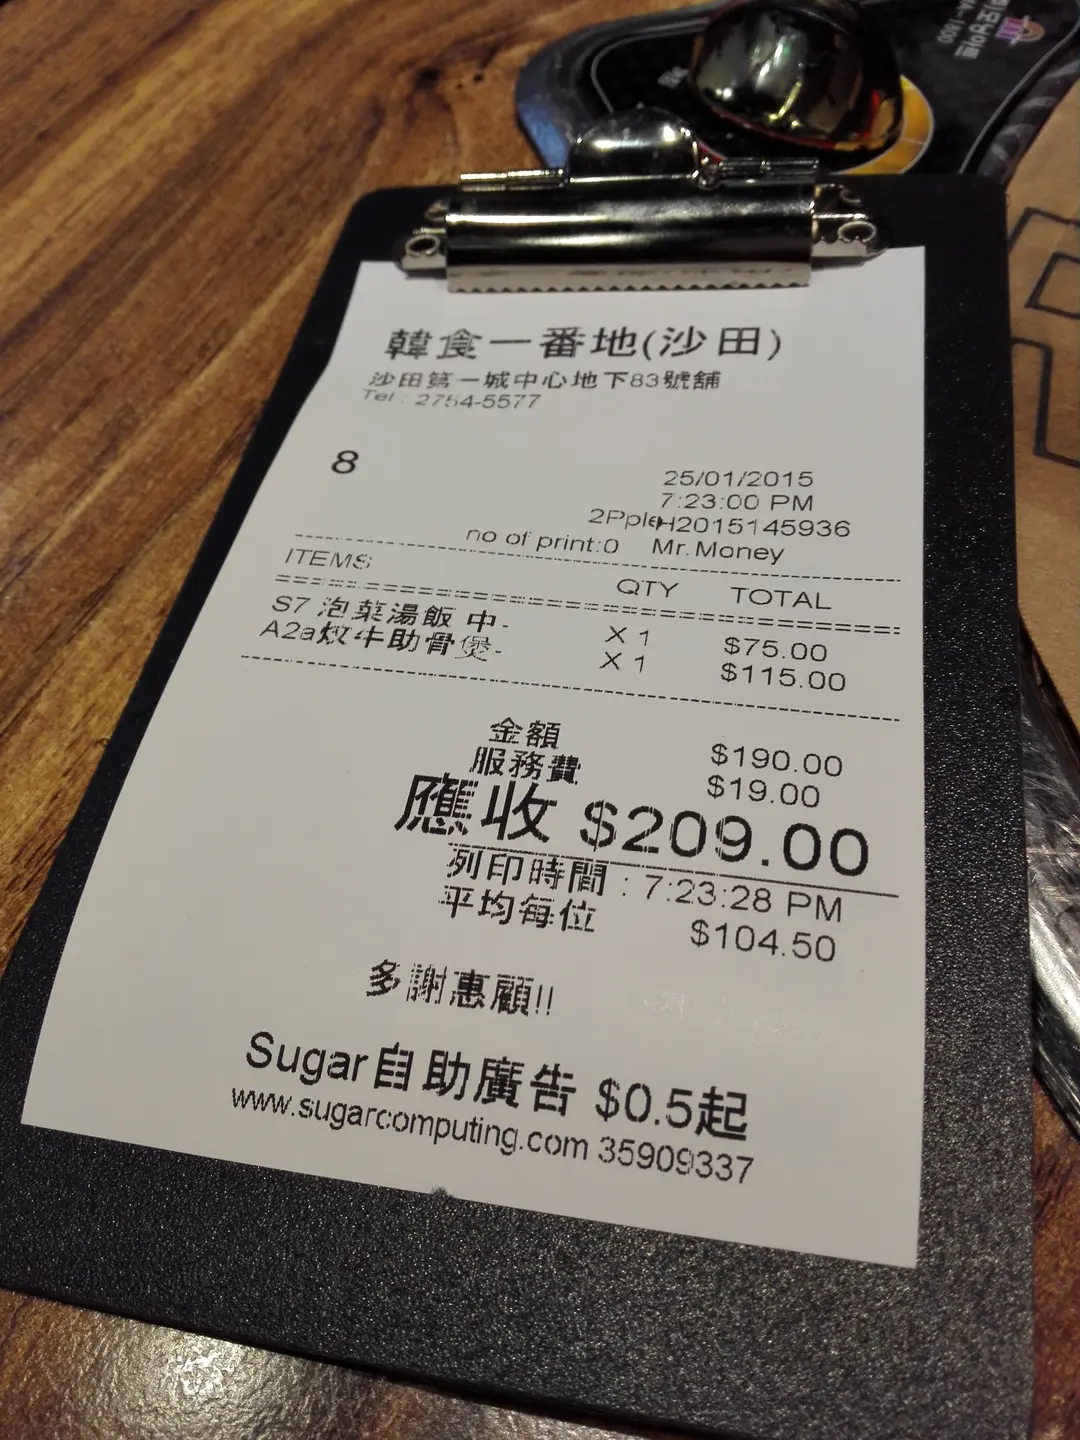 韓食一番地(沙田)
沙田第一城中心地下83號舖
Tel : 2754-5577
8
25/01/2015
7:23:00 PM
2Pple H2015145936
no of print:0 Mr.Money
ITEMS QTY TOTAL
S7 泡菜湯飯 中- X 1 $75.00
A2a炆牛助骨煲- X 1 $115.00
金額 $190.00
服務費 $19.00
應收 $209.00
列印時間 : 7:23:28 PM
平均每位 $104.50
多謝惠顧!!
Sugar自助廣告 $0.5起
www.sugarcomputing.com 35909337